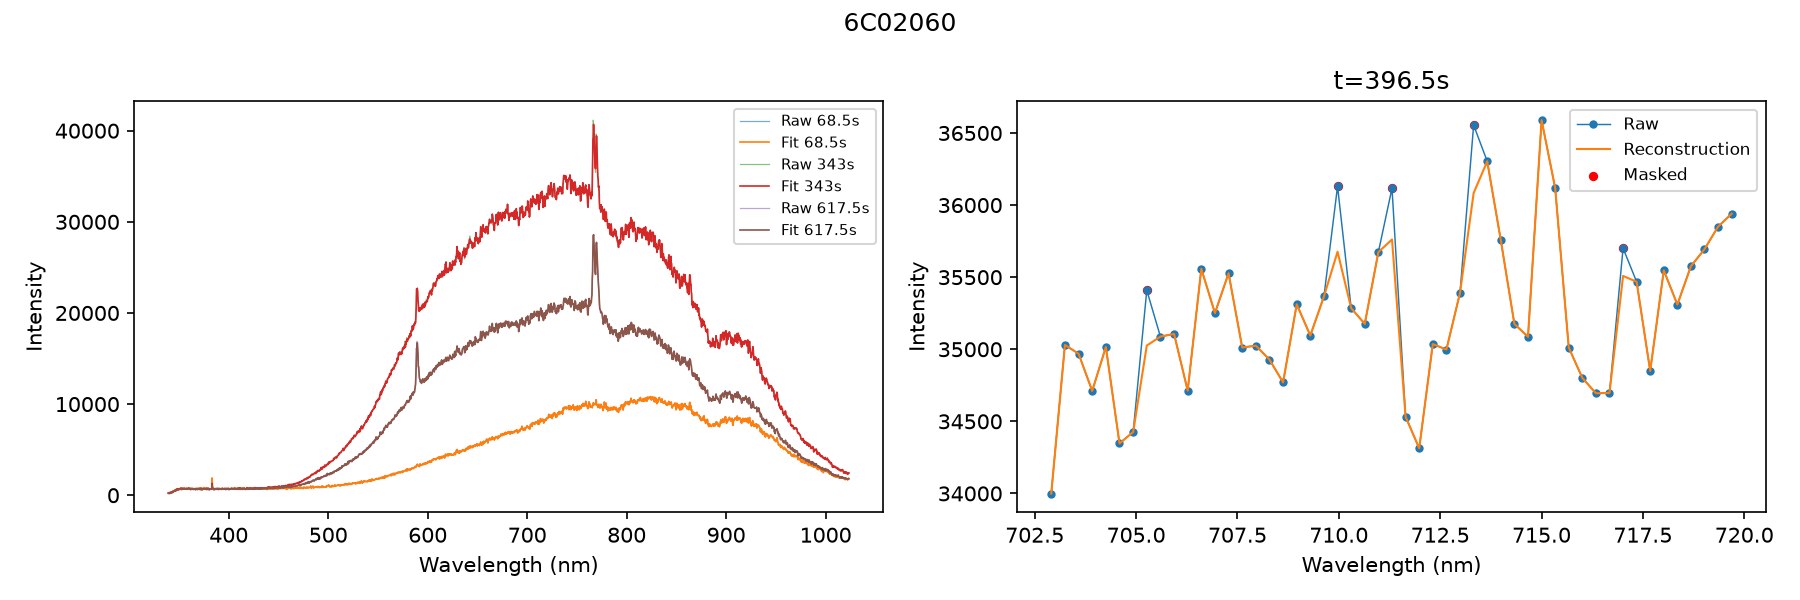 6C02060
40000
30000
20000
10000
0
400 500 600 700 800 900 1000
Wavelength (nm)
Intensity
Raw 68.5s
Fit 68.5s
Raw 343s
Fit 343s
Raw 617.5s
Fit 617.5s
t=396.5s
36500
36000
35500
35000
34500
34000
702.5 705.0 707.5 710.0 712.5 715.0 717.5 720.0
Wavelength (nm)
Intensity
Raw
Reconstruction
Masked